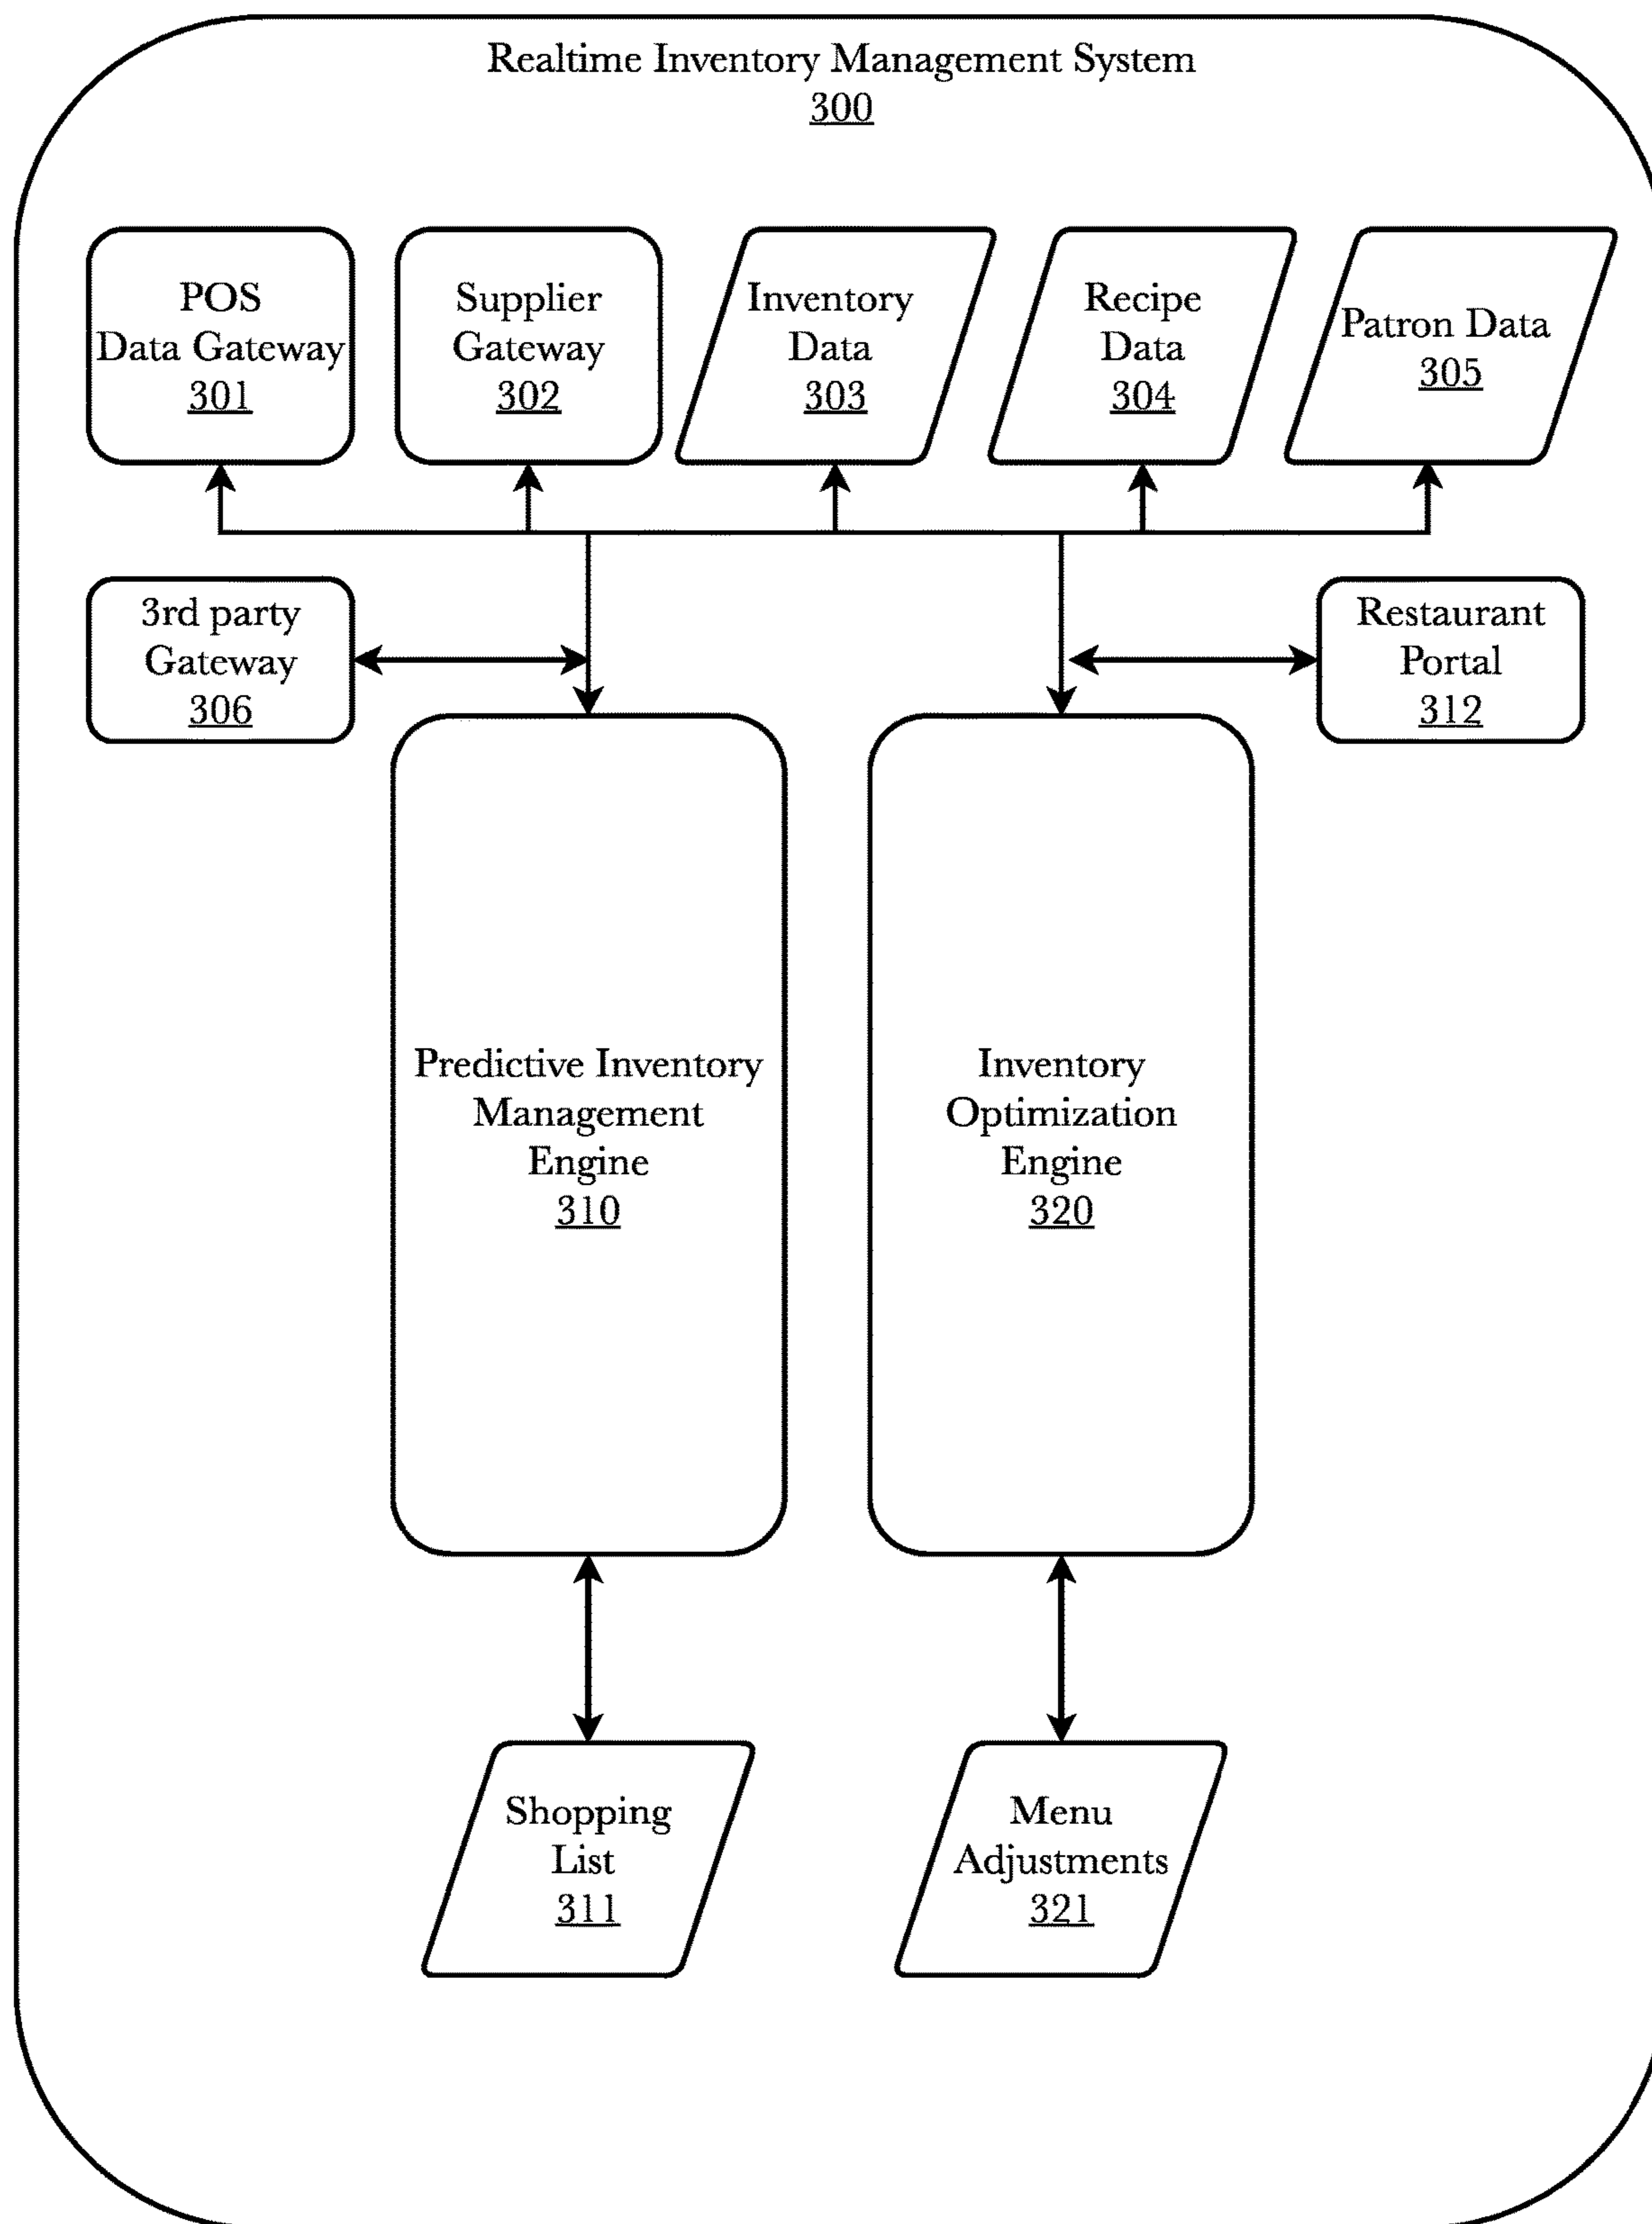 Realtime Inventory Management System
300
POS
Data Gateway
301
Supplier
Gateway
302
Inventory
Data
303
Recipe
Data
304
Patron Data
305
3rd party
Gateway
306
Restaurant
Portal
312
Predictive Inventory
Management
Engine
310
Inventory
Optimization
Engine
320
Shopping
List
311
Menu
Adjustments
321